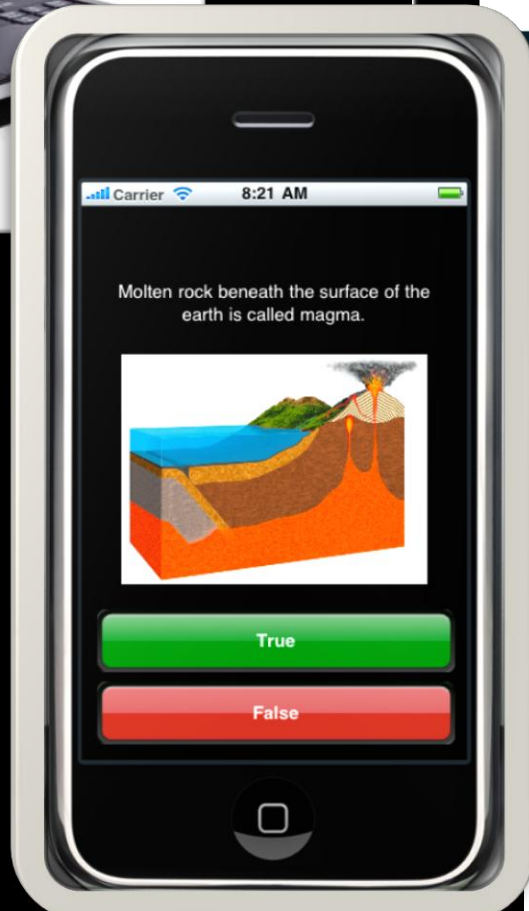 Carrier 8:21 AM
Molten rock beneath the surface of the
earth is called magma.
True
False